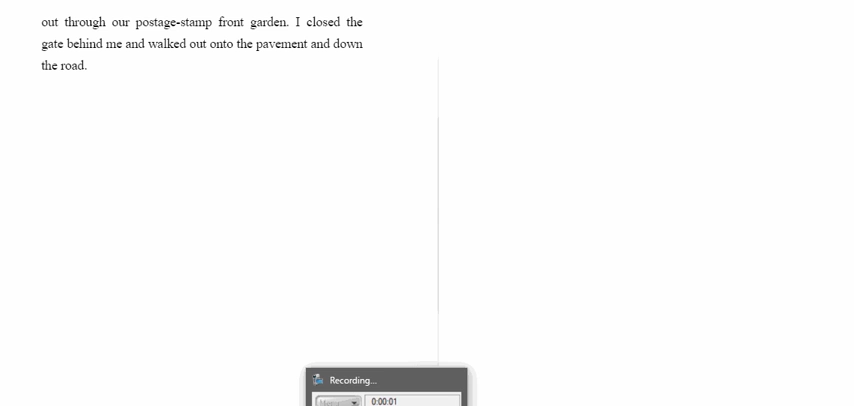 out through our postage-stamp front garden. I closed the
gate behind me and walked out onto the pavement and down
the road.
Recording...
0:00:01